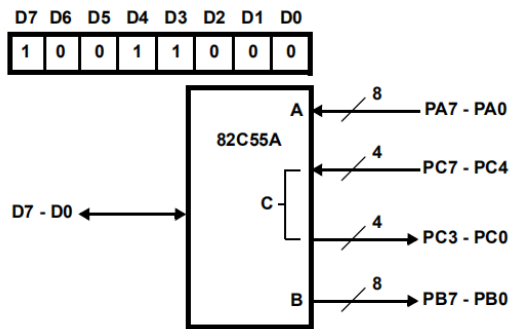 D7 D6 D5 D4 D3 D2 D1 D0
1 0 0 1 1 0 0 0
A 8 PA7 - PA0
82C55A
4 PC7 - PC4
C
D7 - D0
4 PC3 - PC0
B 8 PB7 - PB0